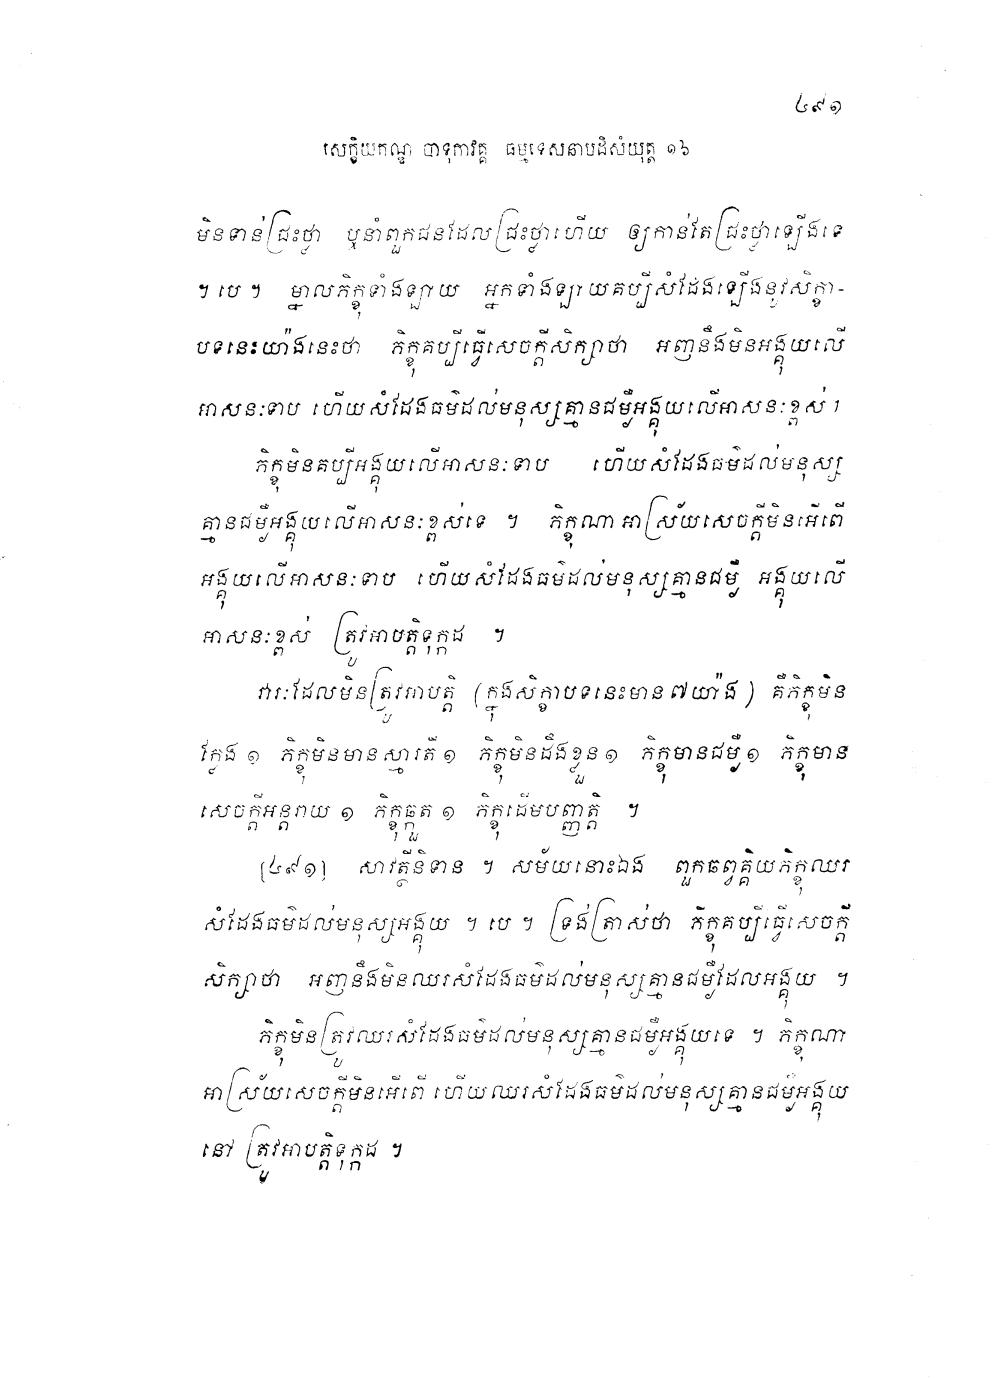 ៤៩១
សេក្ខិយកណ្ឌ បាទុកាវគ្គ ធម្មទេសនាបដិសំយុត្ត ១៦
មិនទាន់ជ្រះថ្លា ឬនាំពួកជនដែលជ្រះថ្លាហើយ ឲ្យកាន់តែជ្រះថ្លាឡើងទេ
។ បេ ។ ម្នាលភិក្ខុទាំងឡាយ អ្នកទាំងឡាយគប្បីសំដែងឡើងនូវសិក្ខា-
បទនេះយ៉ាងនេះថា ភិក្ខុគប្បីធ្វើសេចក្តីសិក្សាថា អញនឹងមិនអង្គុយលើ
អាសនៈទាប ហើយសំដែងធម៌ដល់មនុស្សគ្មានជម្ងឺអង្គុយលើអាសនៈខ្ពស់។
ភិក្ខុមិនគប្បីអង្គុយលើអាសនៈទាប ហើយសំដែងធម៌ដល់មនុស្ស
គ្មានជម្ងឺអង្គុយលើអាសនៈខ្ពស់ទេ ។ ភិក្ខុណាអាស្រ័យសេចក្តីមិនអើពើ
អង្គុយលើអាសនៈទាប ហើយសំដែងធម៌ដល់មនុស្សគ្មានជម្ងឺ អង្គុយលើ
អាសនៈខ្ពស់ ត្រូវអាបត្តិទុក្កដ ។
វារៈដែលមិនត្រូវអាបត្តិ (ក្នុងសិក្ខាបទនេះមាន ៧យ៉ាង) គឺភិក្ខុមិន
ក្លែង ១ ភិក្ខុមិនមានស្មារតី ១ ភិក្ខុមិនដឹងខ្លួន ១ ភិក្ខុមានជម្ងឺ ១ ភិក្ខុមាន
សេចក្តីអន្តរាយ ១ ភិក្ខុឆ្កួត ១ ភិក្ខុដើមបញ្ញត្តិ ។
[៤៩១] សាវត្ថីនិទាន ។ សម័យនោះឯង ពួកឆព្វគ្គិយភិក្ខុឈរ
សំដែងធម៌ដល់មនុស្សអង្គុយ ។ បេ ។ ទ្រង់ត្រាស់ថា ភិក្ខុគប្បីធ្វើសេចក្តី
សិក្សាថា អញនឹងមិនឈរសំដែងធម៌ដល់មនុស្សគ្មានជម្ងឺដែលអង្គុយ ។
ភិក្ខុមិនត្រូវឈរសំដែងធម៌ដល់មនុស្សគ្មានជម្ងឺអង្គុយទេ ។ ភិក្ខុណា
អាស្រ័យសេចក្តីមិនអើពើ ហើយឈរសំដែងធម៌ដល់មនុស្សគ្មានជម្ងឺអង្គុយ
នៅ ត្រូវអាបត្តិទុក្កដ ។